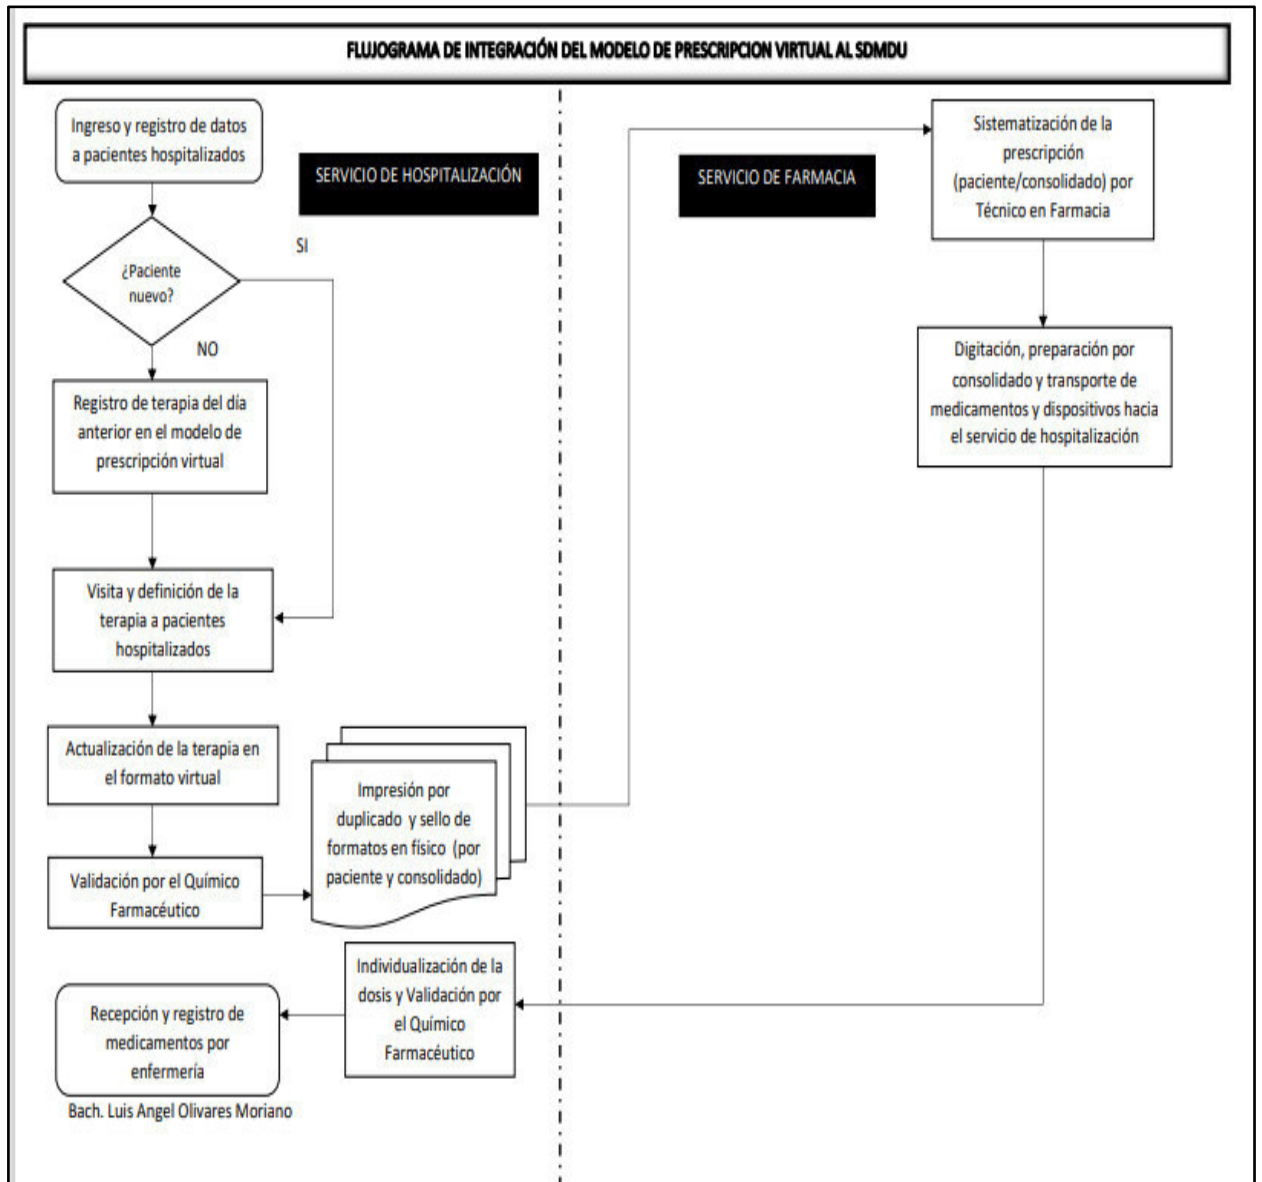 FLUJOGRAMA DE INTEGRACIÓN DEL MODELO DE PRESCRIPCION VIRTUAL AL SDMDU
Ingreso y registro de datos
a pacientes hospitalizados
SERVICIO DE HOSPITALIZACIÓN
SI
¿Paciente
nuevo?
NO
Registro de terapia del día
anterior en el modelo de
prescripción virtual
Visita y definición de la
terapia a pacientes
hospitalizados
Actualización de la terapia en
el formato virtual
Validación por el Químico
Farmacéutico
Impresión por
duplicado y sello de
formatos en físico (por
paciente y consolidado)
SERVICIO DE FARMACIA
Sistematización de la
prescripción
(paciente/consolidado) por
Técnico en Farmacia
Digitación, preparación por
consolidado y transporte de
medicamentos y dispositivos hacia
el servicio de hospitalización
Individualización de la
dosis y Validación por
el Químico
Farmacéutico
Recepción y registro de
medicamentos por
enfermería
Bach. Luis Angel Olivares Moriano